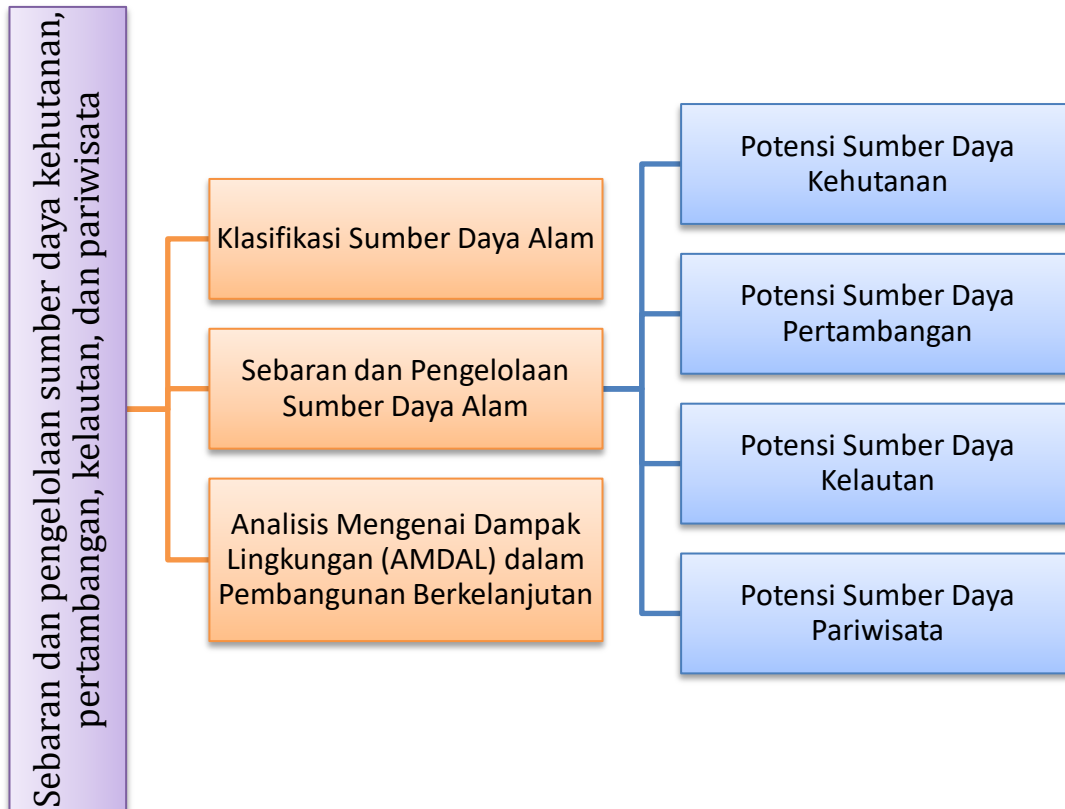 Sebaran dan pengelolaan sumber daya kehutanan,
pertambangan, kelautan, dan pariwisata
Klasifikasi Sumber Daya Alam
Sebaran dan Pengelolaan
Sumber Daya Alam
Analisis Mengenai Dampak
Lingkungan (AMDAL) dalam
Pembangunan Berkelanjutan
Potensi Sumber Daya
Kehutanan
Potensi Sumber Daya
Pertambangan
Potensi Sumber Daya
Kelautan
Potensi Sumber Daya
Pariwisata